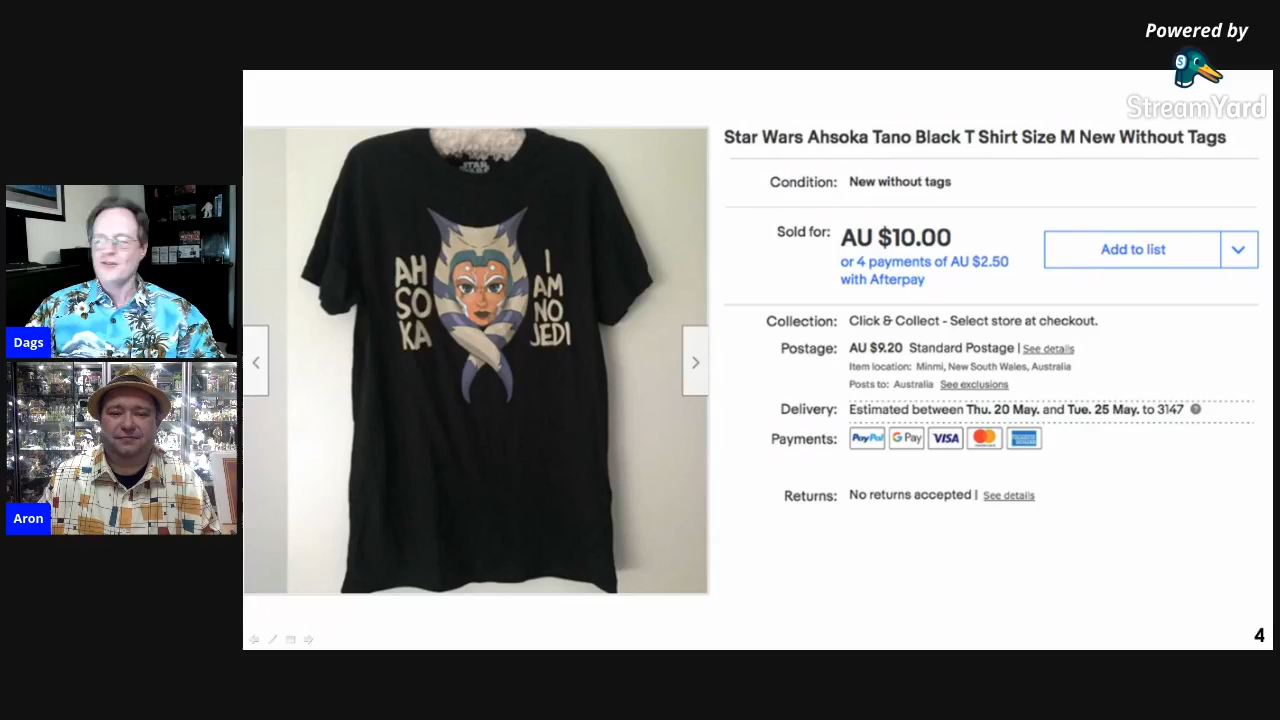 Powered by
S
StreamYard
Star Wars Ahsoka Tano Black T Shirt Size M New Without Tags
Condition: New without tags
Sold for: AU $10.00
or 4 payments of AU $2.50
with Afterpay
Add to list
Collection: Click & Collect - Select store at checkout.
Postage: AU $9.20 Standard Postage | See details
Item location: Minmi, New South Wales, Australia
Posts to: Australia See exclusions
Delivery: Estimated between Thu. 20 May. and Tue. 25 May. to 3147
Payments: PayPal G Pay VISA
Returns: No returns accepted | See details
STAR
WARS
AH
SO
KA
I
AM
NO
JEDI
Dags
Aron
4